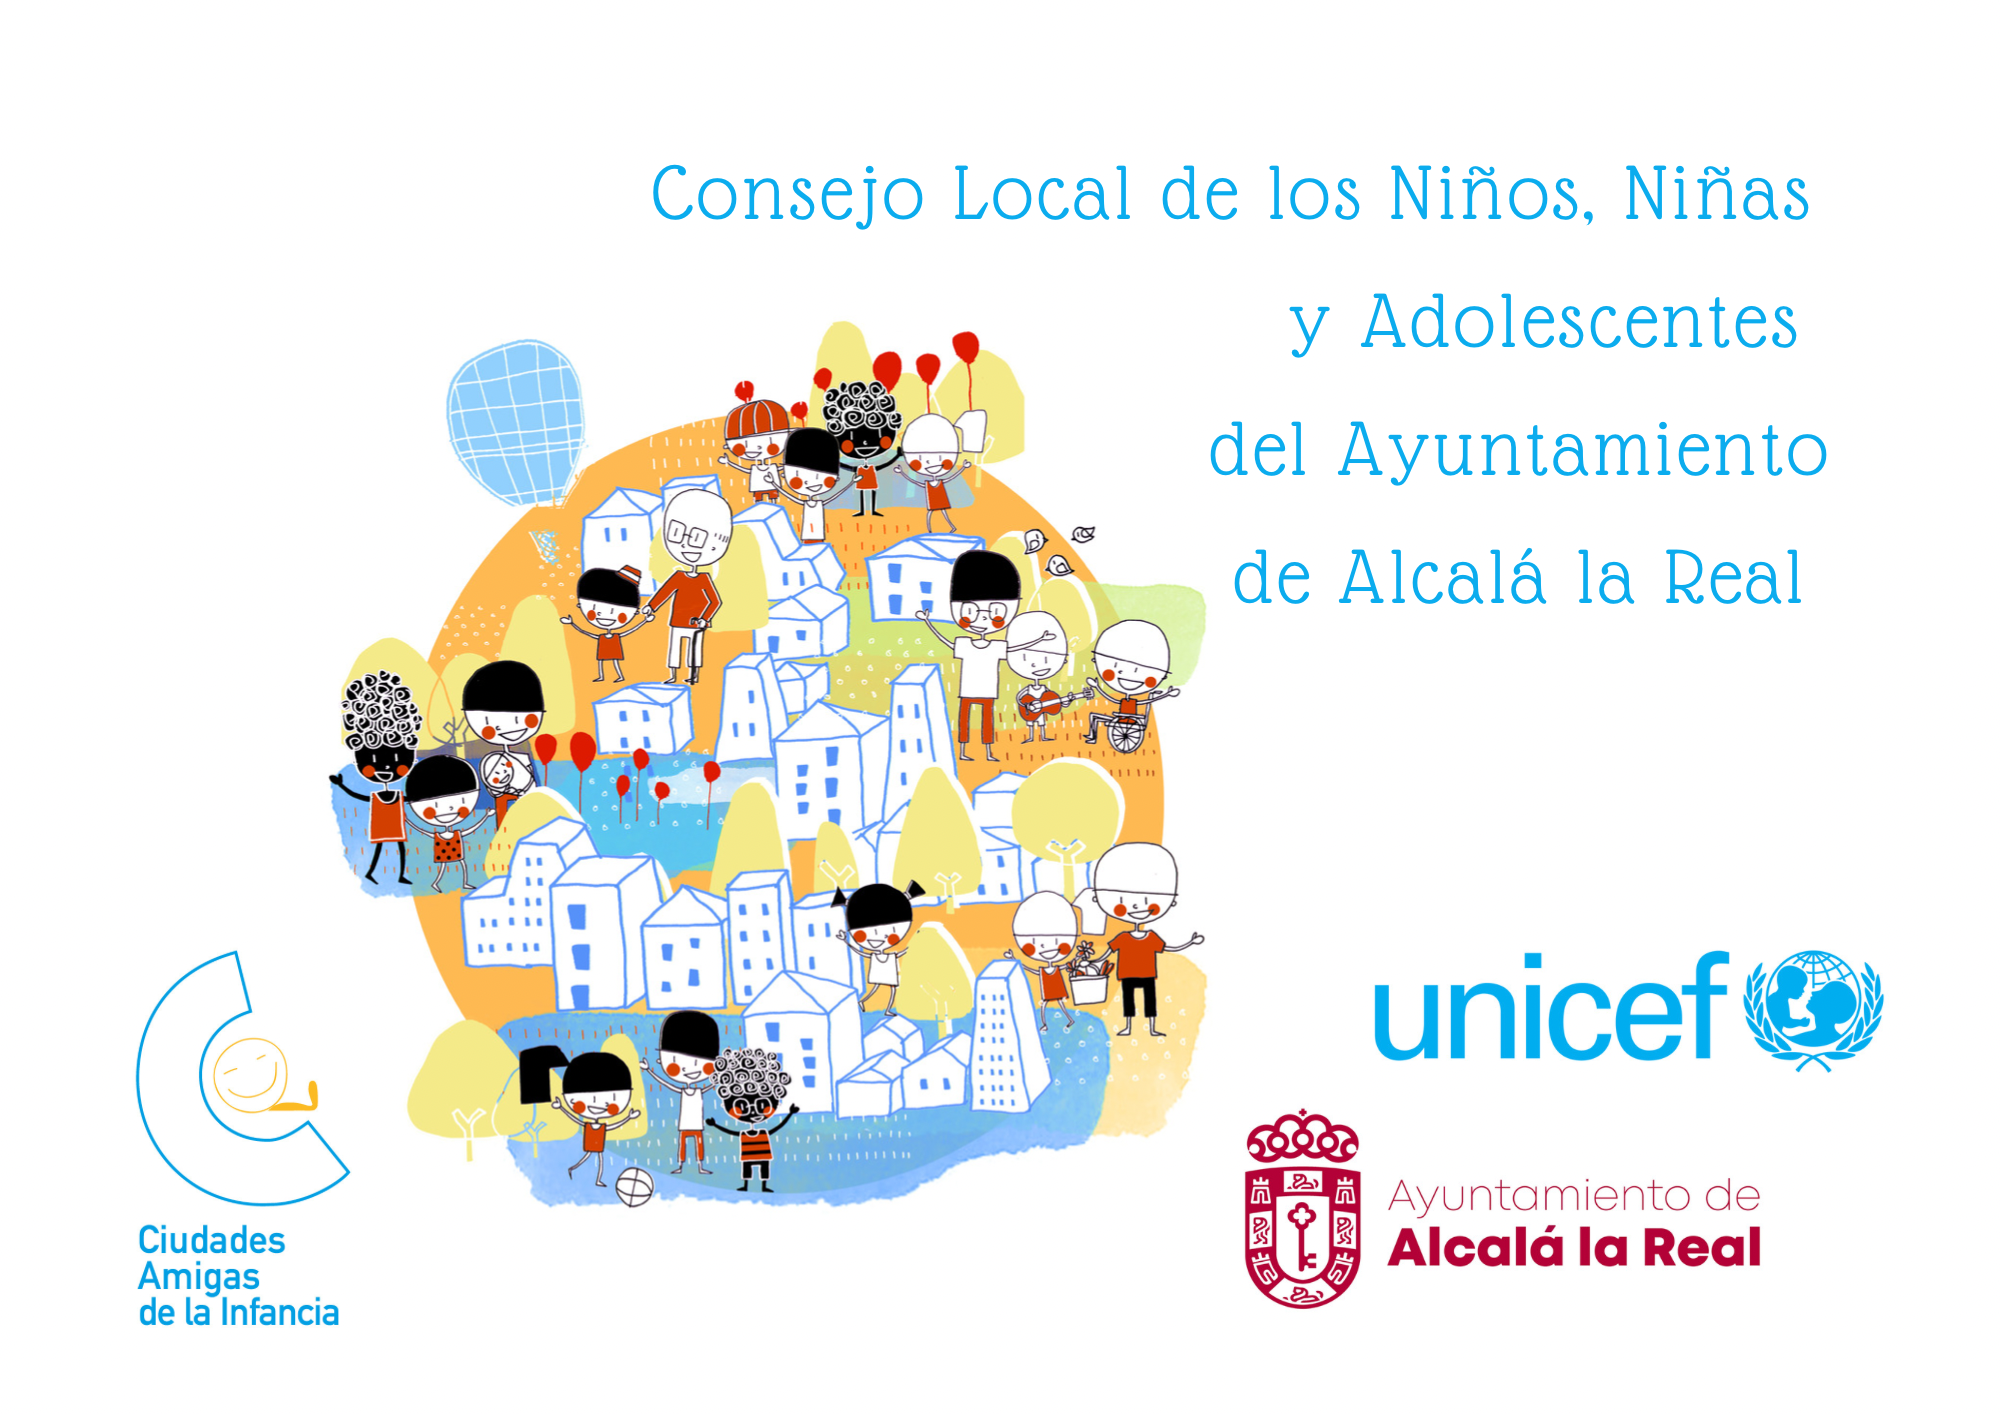 Consejo Local de los Niños, Niñas
y Adolescentes
del Ayuntamiento
de Alcalá la Real
unicef
Ayuntamiento de
Alcalá la Real
Ciudades
Amigas
de la Infancia